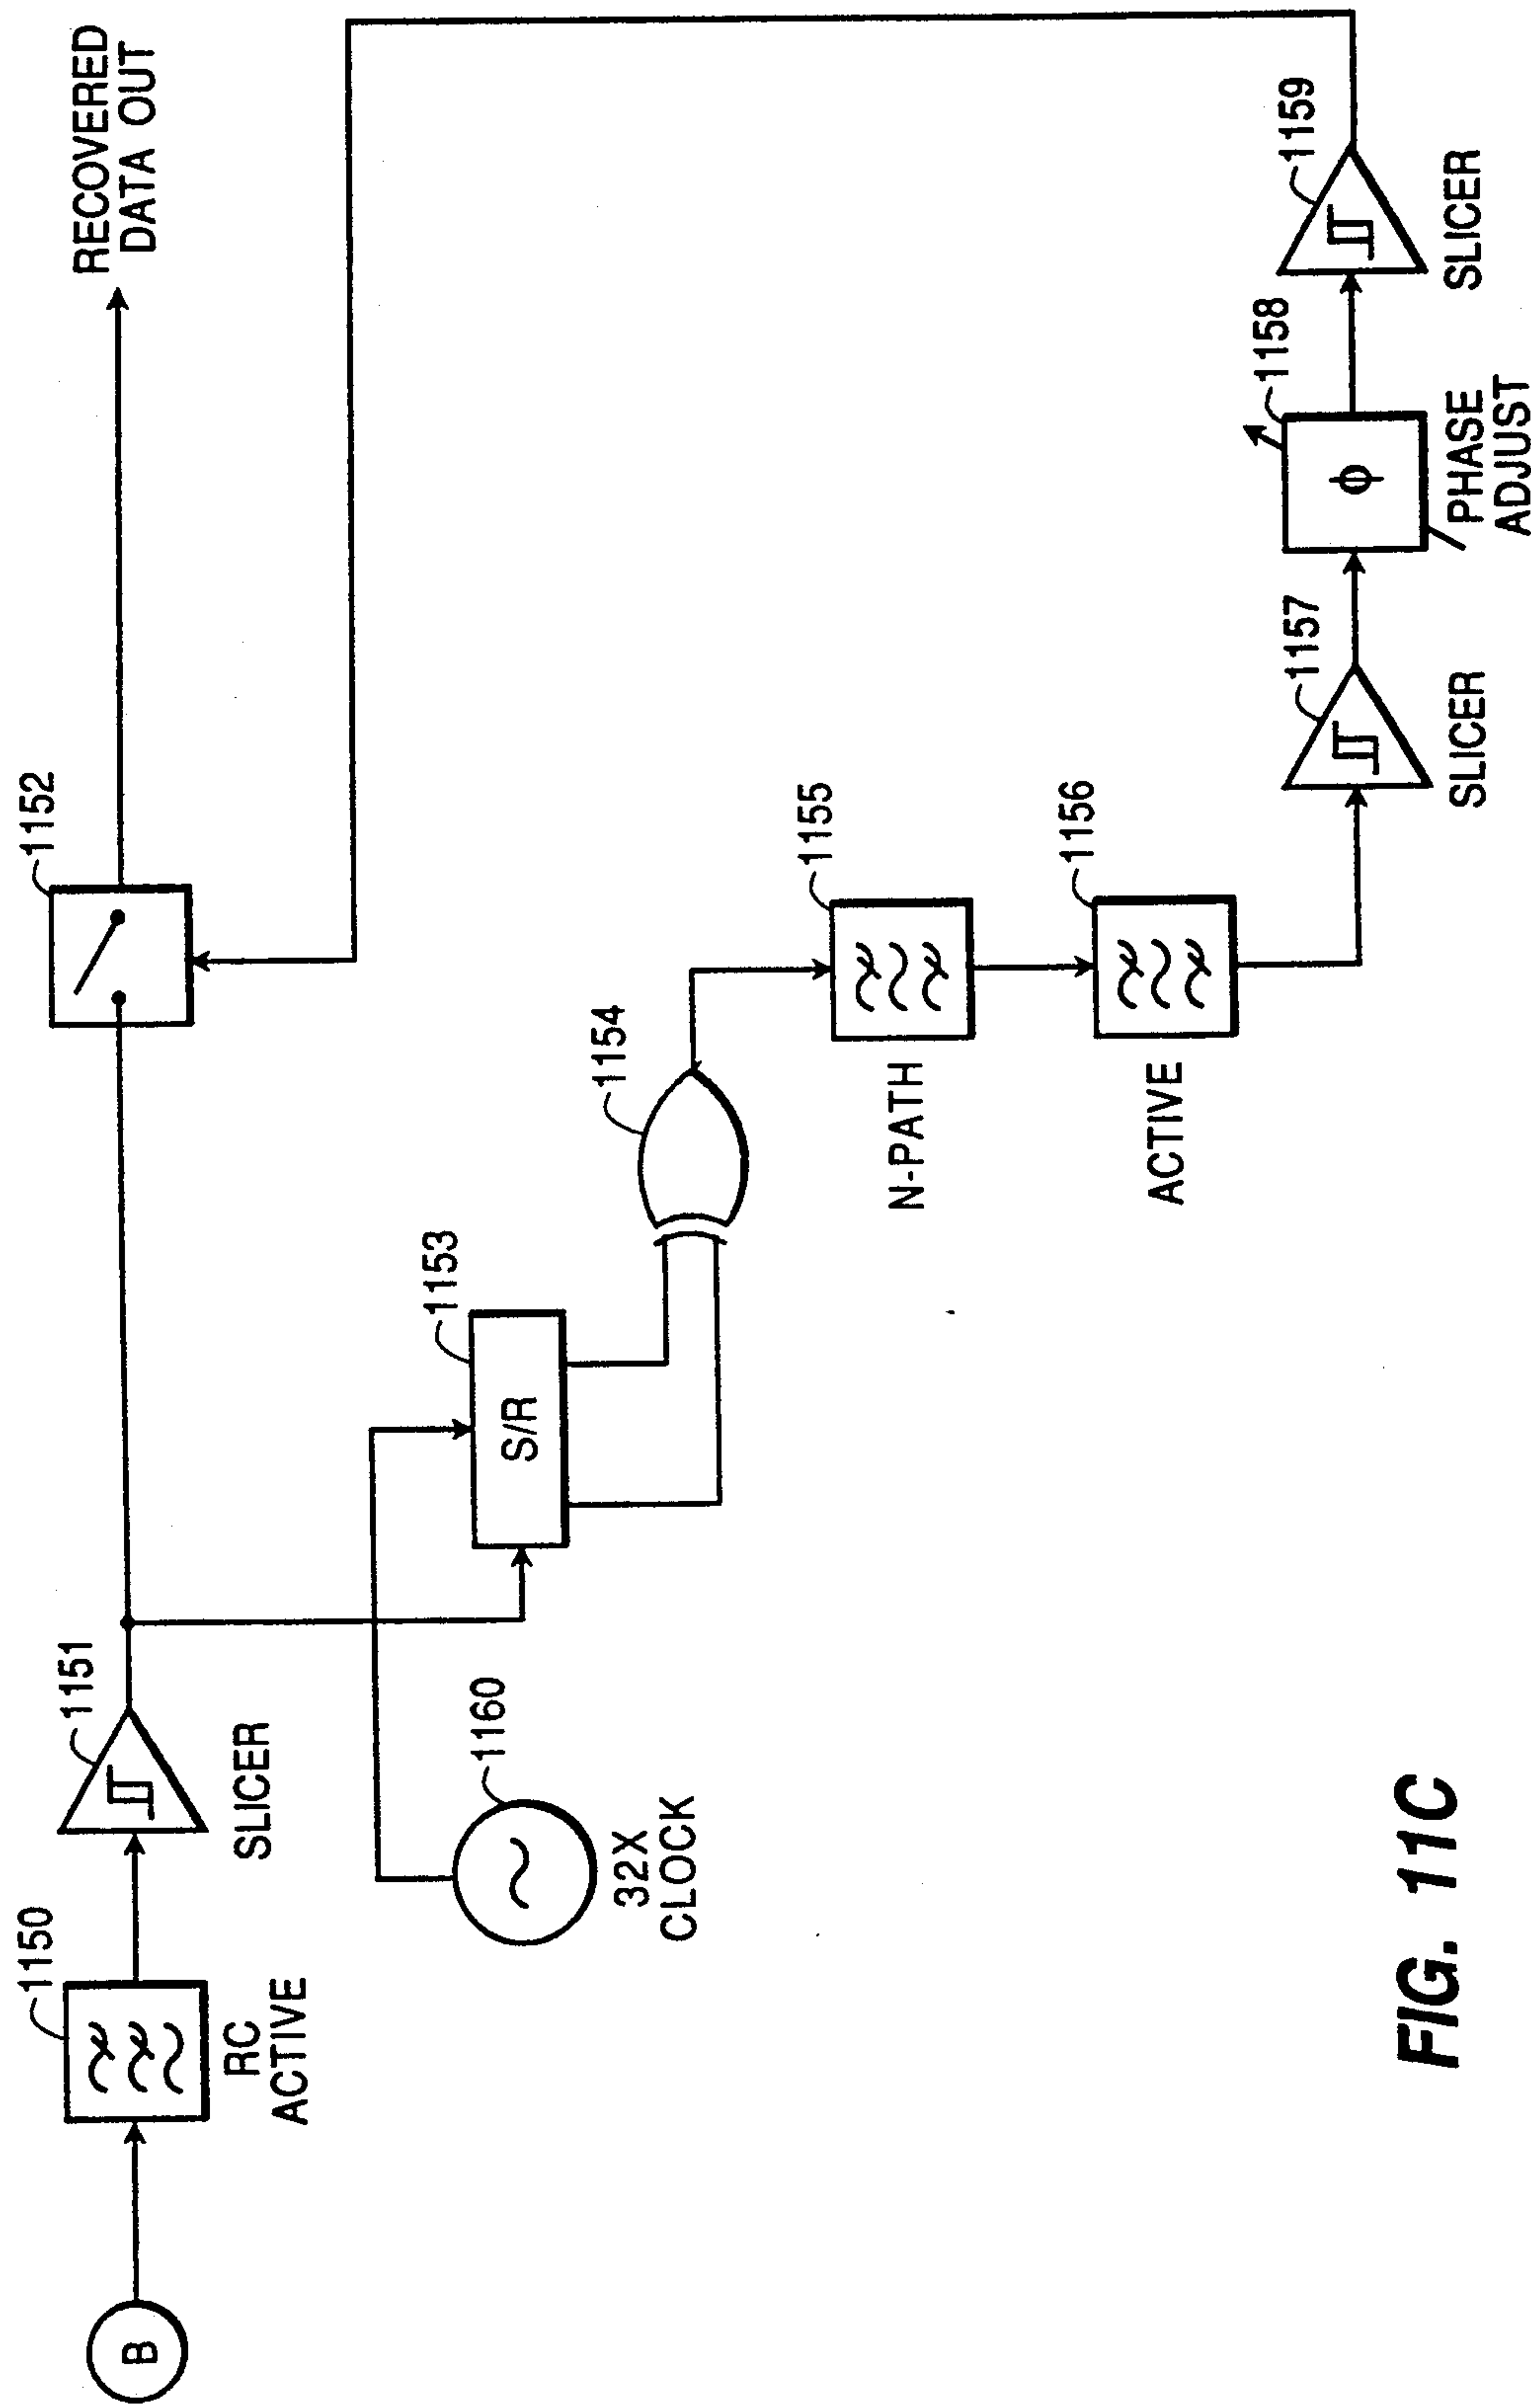 B
1150
RC
ACTIVE
1151
SLICER
1152
RECOVERED
DATA OUT
1160
32X
CLOCK
1153
S/R
1154
1155
N-PATH
1156
ACTIVE
1157
SLICER
1158
Φ
PHASE
ADJUST
1159
SLICER
FIG. 11C